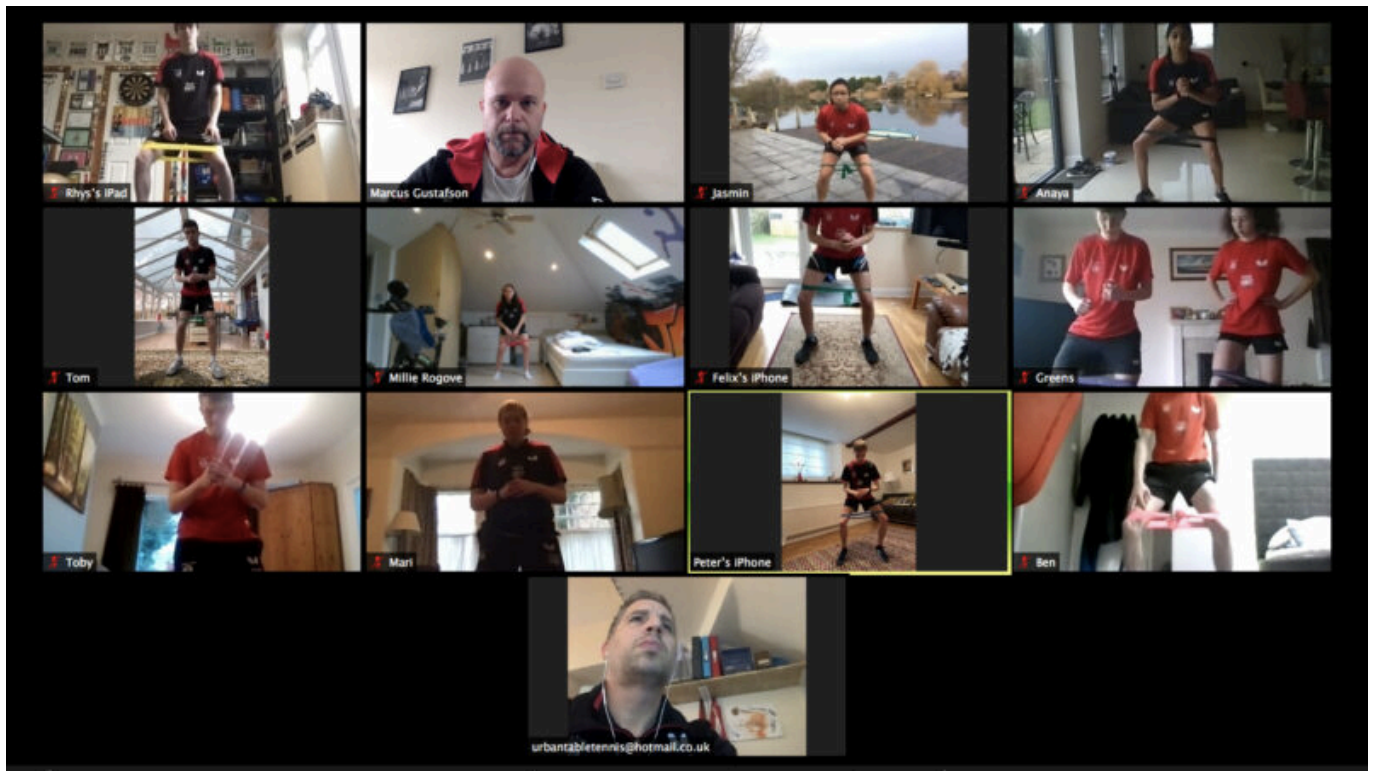 Rhys's iPad
Marcus Gustafson
Jasmin
Anaya
Tom
Millie Rogove
Felix's iPhone
Greens
Toby
Mari
Peter's iPhone
Ben
urbantabletennis@hotmail.co.uk